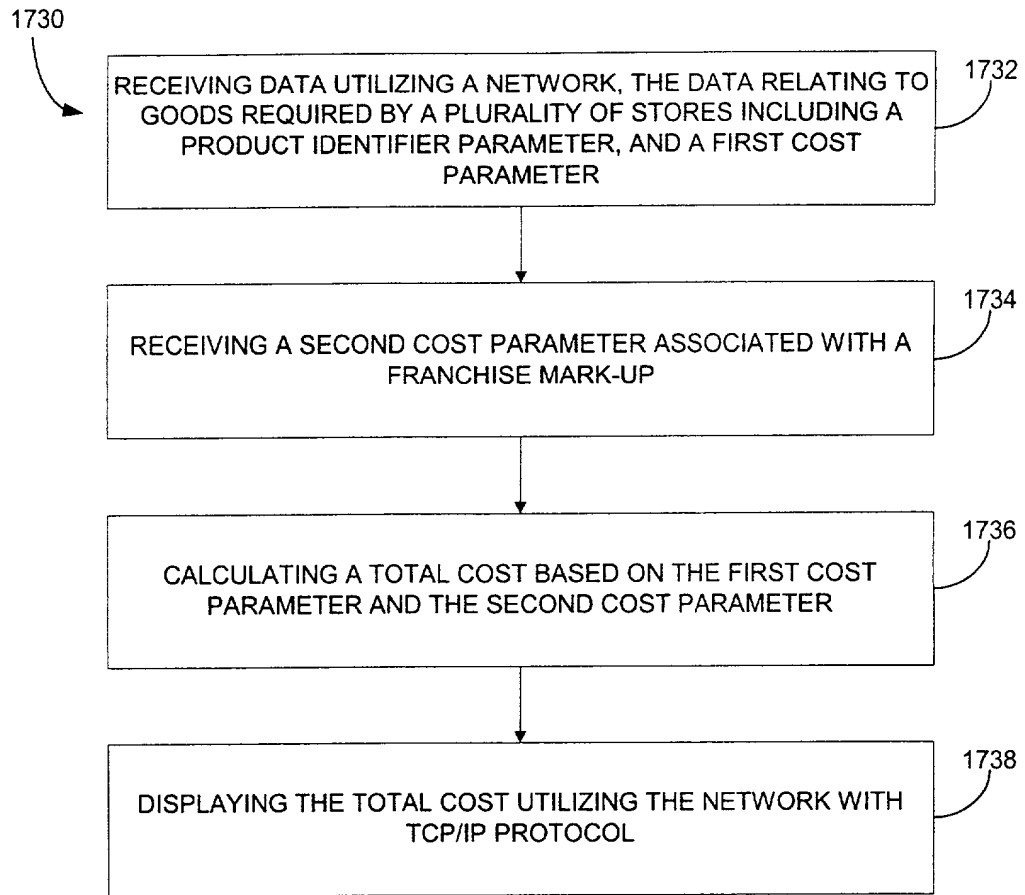 1730
RECEIVING DATA UTILIZING A NETWORK, THE DATA RELATING TO
GOODS REQUIRED BY A PLURALITY OF STORES INCLUDING A
PRODUCT IDENTIFIER PARAMETER, AND A FIRST COST
PARAMETER
1732
RECEIVING A SECOND COST PARAMETER ASSOCIATED WITH A
FRANCHISE MARK-UP
1734
CALCULATING A TOTAL COST BASED ON THE FIRST COST
PARAMETER AND THE SECOND COST PARAMETER
1736
DISPLAYING THE TOTAL COST UTILIZING THE NETWORK WITH
TCP/IP PROTOCOL
1738